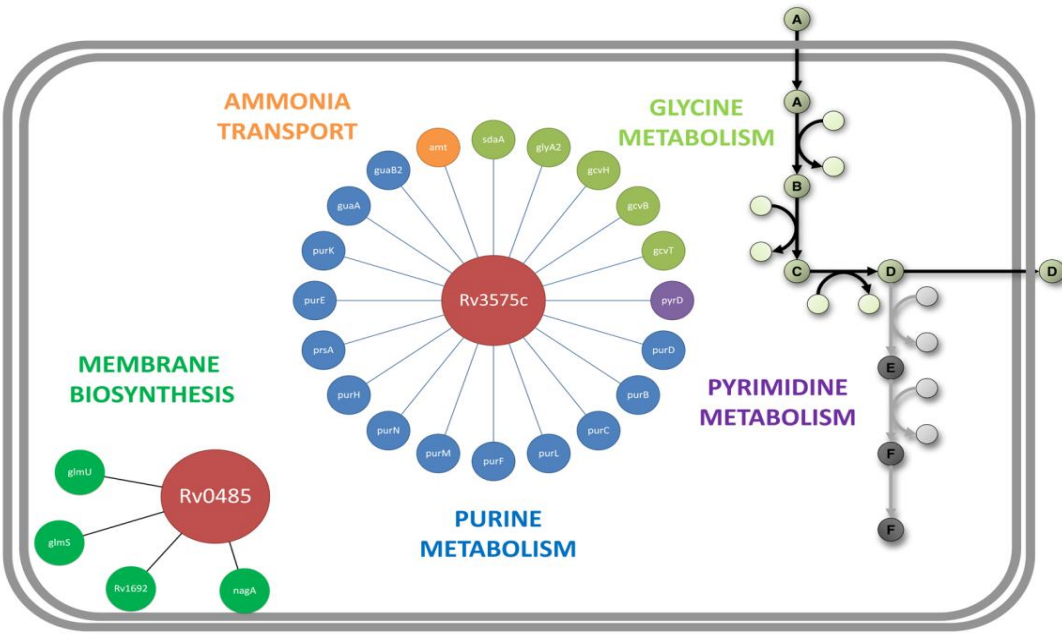 A
AMMONIA
TRANSPORT
GLYCINE
METABOLISM
A
amt
sdaA
glyA2
guaB2
gcvH
B
guaA
gcvB
purK
gcvT
C
D
D
Rv3575c
purE
pyrD
prsA
purD
MEMBRANE
BIOSYNTHESIS
E
purH
purB
PYRIMIDINE
METABOLISM
purN
purC
purM
purF
purL
F
glmU
Rv0485
PURINE
METABOLISM
glmS
F
Rv1692
nagA